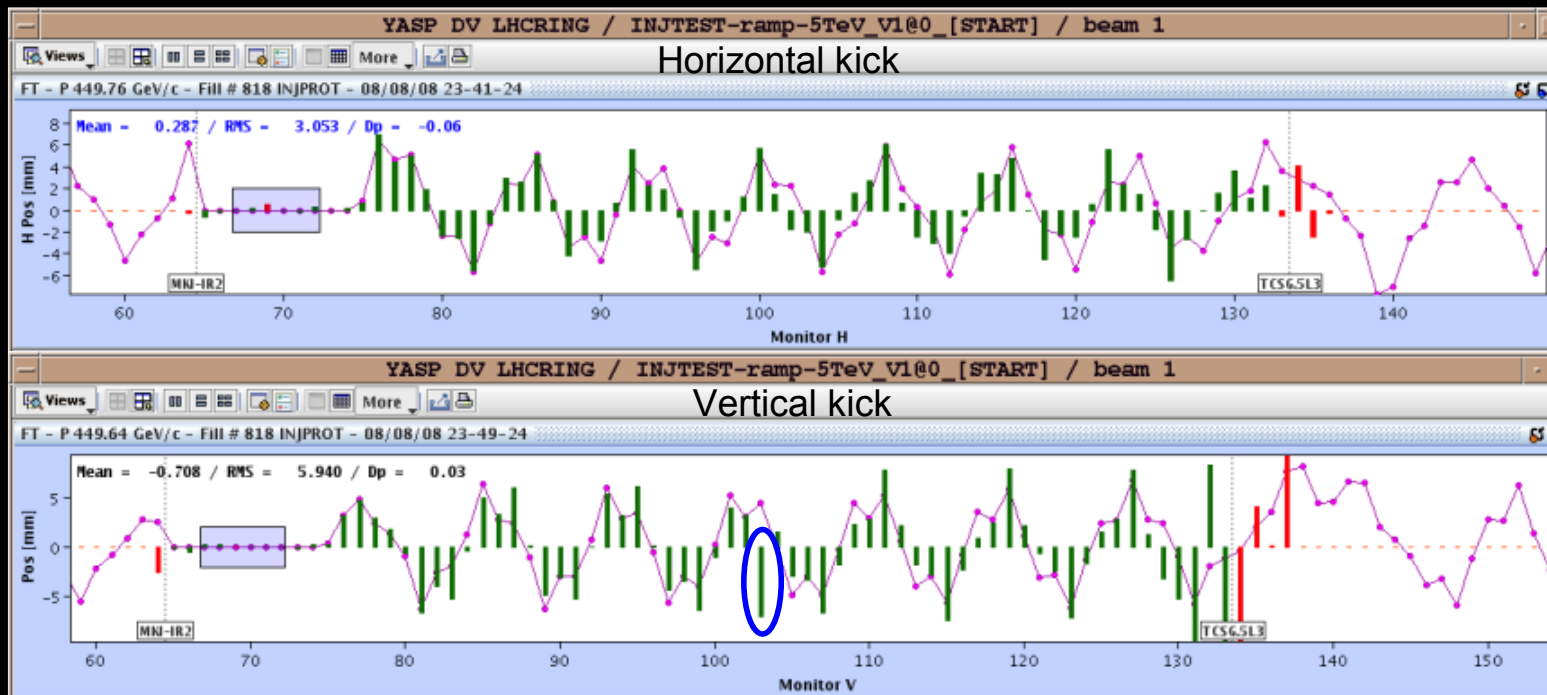 YASP DV LHCRING / INJTEST-ramp-5TeV_V1@0_[START] / beam 1
Views More Horizontal kick
FT - P 449.76 GeV/c - Fill # 818 INJPROT - 08/08/08 23-41-24
Mean = 0.287 / RMS = 3.053 / Dp = -0.06
8
6
4
2
0
-2
-4
-6
H Pos [mm]
MKI-IR2
TCSG.5L3
60 70 80 90 100 110 120 130 140
Monitor H
YASP DV LHCRING / INJTEST-ramp-5TeV_V1@0_[START] / beam 1
Views More Vertical kick
FT - P 449.64 GeV/c - Fill # 818 INJPROT - 08/08/08 23-49-24
Mean = -0.708 / RMS = 5.940 / Dp = 0.03
5
0
-5
Pos [mm]
MKI-IR2
TCSG.5L3
60 70 80 90 100 110 120 130 140 150
Monitor V